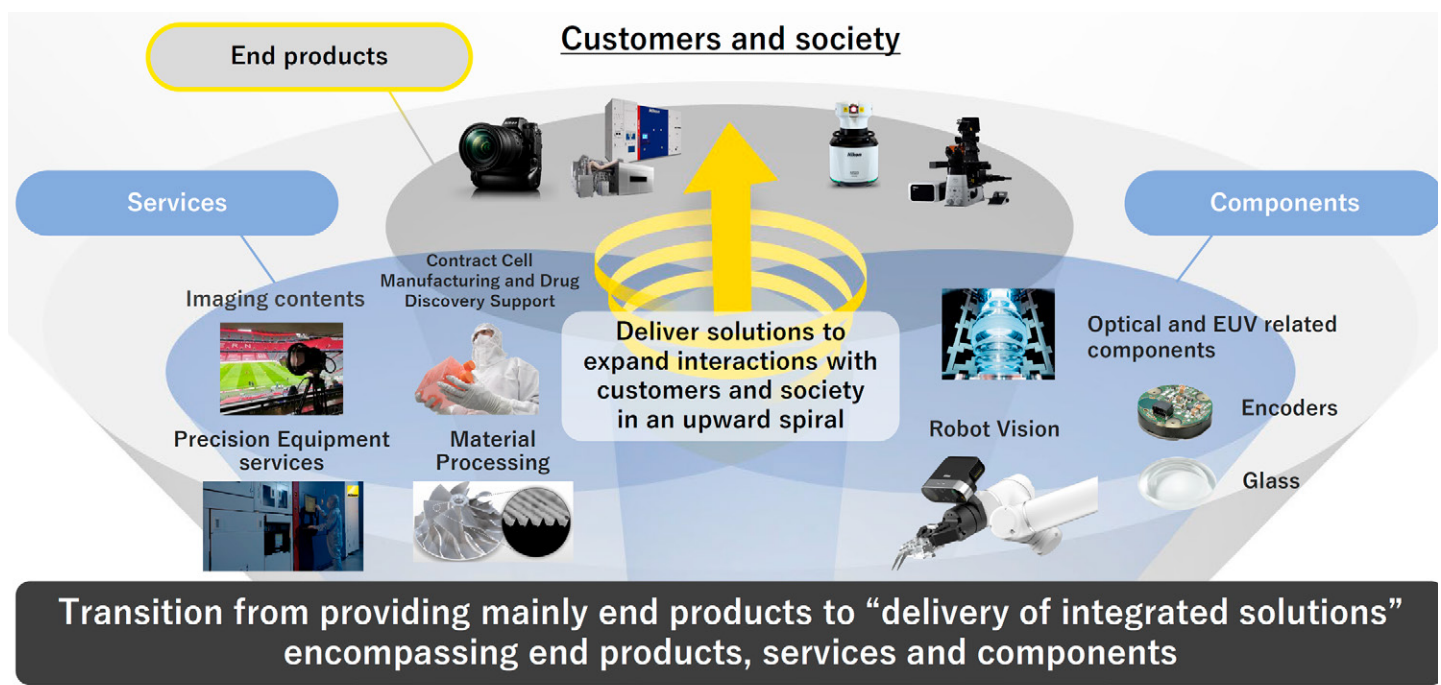 Customers and society
End products
Services
Components
Nikon
Imaging contents
Contract Cell
Manufacturing and Drug
Discovery Support
Precision Equipment
services
Material
Processing
Deliver solutions to
expand interactions with
customers and society
in an upward spiral
Optical and EUV related
components
Encoders
Robot Vision
Glass
Transition from providing mainly end products to “delivery of integrated solutions”
encompassing end products, services and components